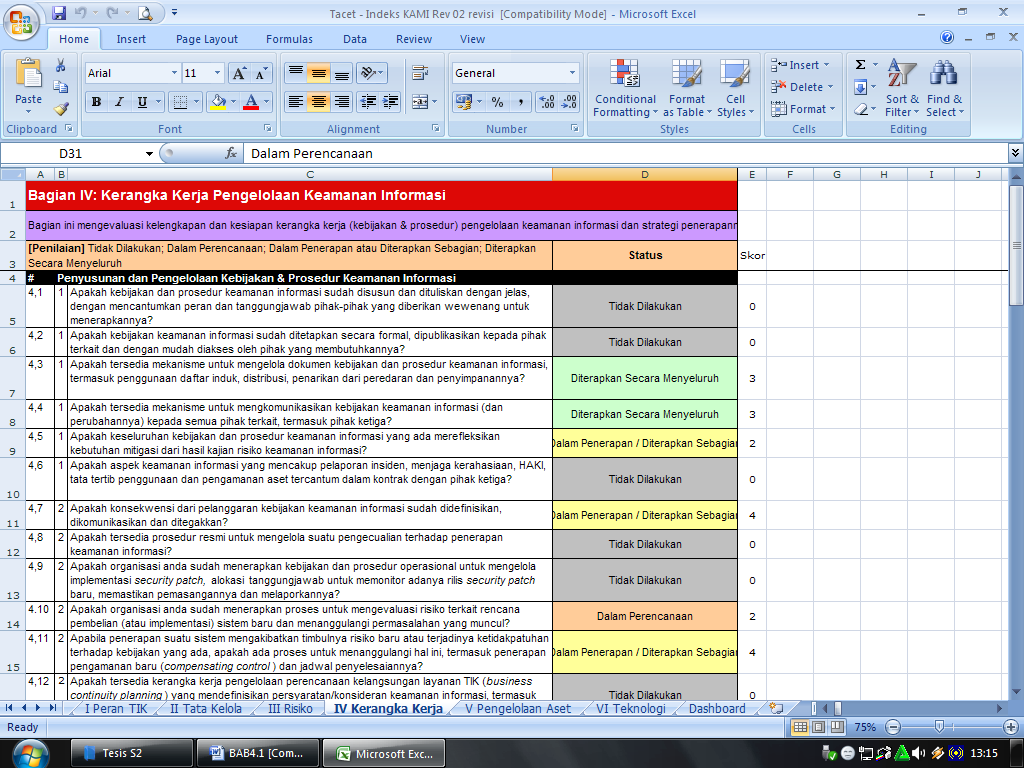 Tacet - Indeks KAMI Rev 02 revisi [Compatibility Mode] - Microsoft Excel
Home Insert Page Layout Formulas Data Review View
Paste
Clipboard
Arial 11
B I U
Font
Alignment
General
Number
Conditional Formatting
Format as Table
Cell Styles
Styles
Insert
Delete
Format
Cells
Sort & Filter
Find & Select
Editing
D31 fx Dalam Perencanaan
A B C D E F G H I J
1 Bagian IV: Kerangka Kerja Pengelolaan Keamanan Informasi
2 Bagian ini mengevaluasi kelengkapan dan kesiapan kerangka kerja (kebijakan & prosedur) pengelolaan keamanan informasi dan strategi penerapann
[Penilaian] Tidak Dilakukan; Dalam Perencanaan; Dalam Penerapan atau Diterapkan Sebagian; Diterapkan
3 Secara Menyeluruh Status Skor
4 # Penyusunan dan Pengelolaan Kebijakan & Prosedur Keamanan Informasi
4,1 1 Apakah kebijakan dan prosedur keamanan informasi sudah disusun dan dituliskan dengan jelas,
dengan mencantumkan peran dan tanggungjawab pihak-pihak yang diberikan wewenang untuk Tidak Dilakukan 0
5 menerapkannya?
4,2 1 Apakah kebijakan keamanan informasi sudah ditetapkan secara formal, dipublikasikan kepada pihak
6 terkait dan dengan mudah diakses oleh pihak yang membutuhkannya? Tidak Dilakukan 0
4,3 1 Apakah tersedia mekanisme untuk mengelola dokumen kebijakan dan prosedur keamanan informasi,
termasuk penggunaan daftar induk, distribusi, penarikan dari peredaran dan penyimpanannya? Diterapkan Secara Menyeluruh 3
7
4,4 1 Apakah tersedia mekanisme untuk mengkomunikasikan kebijakan keamanan informasi (dan
8 perubahannya) kepada semua pihak terkait, termasuk pihak ketiga? Diterapkan Secara Menyeluruh 3
4,5 1 Apakah keseluruhan kebijakan dan prosedur keamanan informasi yang ada merefleksikan
9 kebutuhan mitigasi dari hasil kajian risiko keamanan informasi? Dalam Penerapan / Diterapkan Sebagian 2
4,6 1 Apakah aspek keamanan informasi yang mencakup pelaporan insiden, menjaga kerahasiaan, HAKI,
tata tertib penggunaan dan pengamanan aset tercantum dalam kontrak dengan pihak ketiga? Tidak Dilakukan 0
10
4,7 2 Apakah konsekwensi dari pelanggaran kebijakan keamanan informasi sudah didefinisikan,
11 dikomunikasikan dan ditegakkan? Dalam Penerapan / Diterapkan Sebagian 4
4,8 2 Apakah tersedia prosedur resmi untuk mengelola suatu pengecualian terhadap penerapan
12 keamanan informasi? Tidak Dilakukan 0
4,9 2 Apakah organisasi anda sudah menerapkan kebijakan dan prosedur operasional untuk mengelola
implementasi security patch, alokasi tanggungjawab untuk memonitor adanya rilis security patch Tidak Dilakukan 0
13 baru, memastikan pemasangannya dan melaporkannya?
4.10 2 Apakah organisasi anda sudah menerapkan proses untuk mengevaluasi risiko terkait rencana
14 pembelian (atau implementasi) sistem baru dan menanggulangi permasalahan yang muncul? Dalam Perencanaan 2
4,11 2 Apabila penerapan suatu sistem mengakibatkan timbulnya risiko baru atau terjadinya ketidakpatuhan
terhadap kebijakan yang ada, apakah ada proses untuk menanggulangi hal ini, termasuk penerapan Dalam Penerapan / Diterapkan Sebagian 4
15 pengamanan baru (compensating control ) dan jadwal penyelesaiannya?
4,12 2 Apakah tersedia kerangka kerja pengelolaan perencanaan kelangsungan layanan TIK (business
continuity planning ) yang mendefinisikan persyaratan/konsideran keamanan informasi, termasuk Tidak Dilakukan 0
I Peran TIK II Tata Kelola III Risiko IV Kerangka Kerja V Pengelolaan Aset VI Teknologi Dashboard
Ready 75%
Tesis S2 BAB4.1 [Com... Microsoft Exc... 13:15